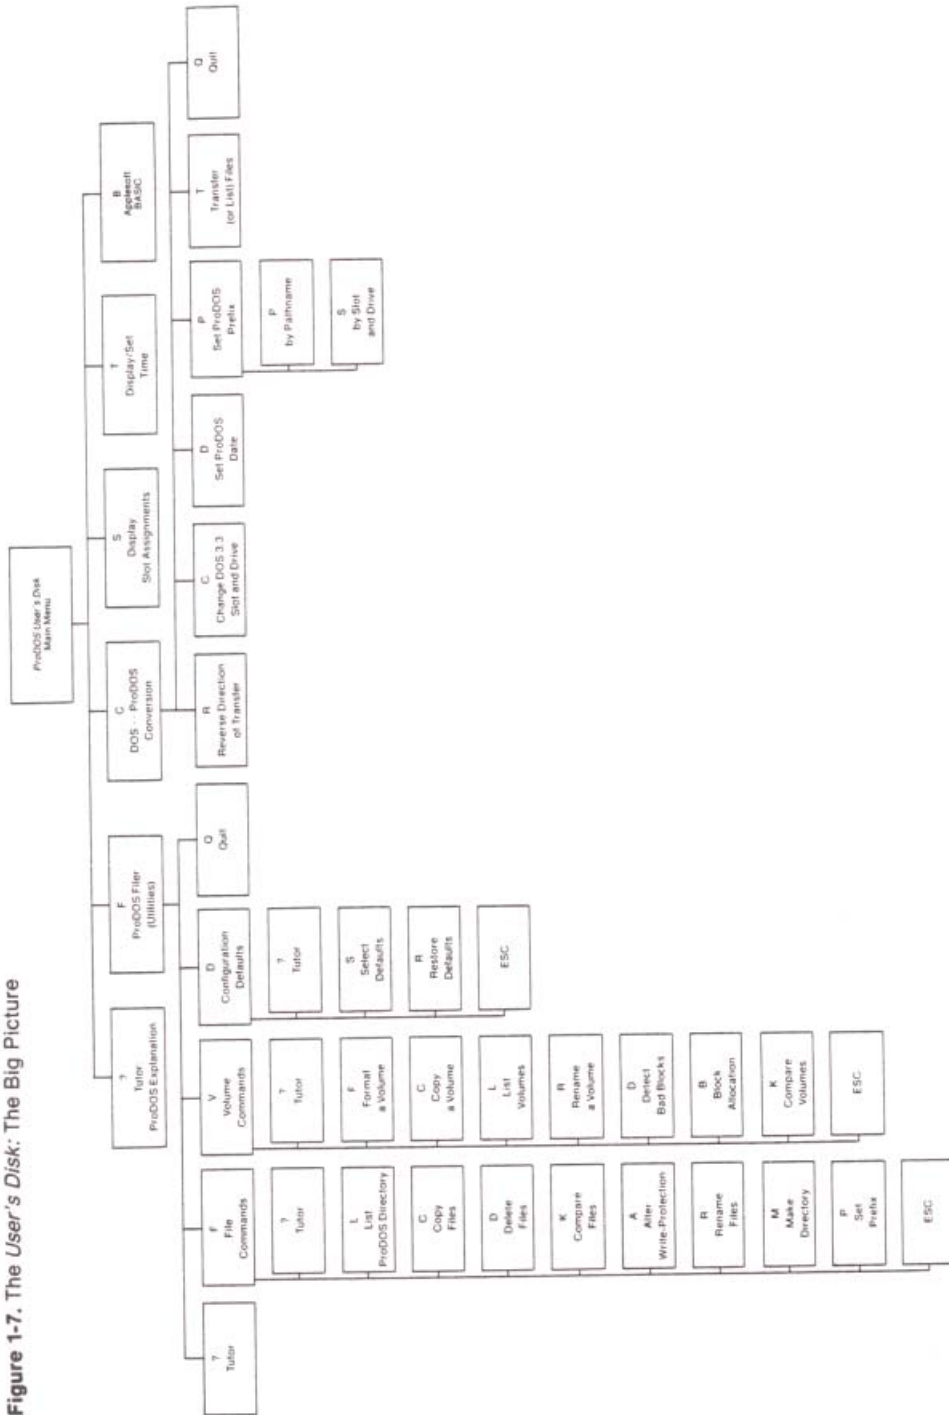 Figure 1-7. The User's Disk: The Big Picture
ProDOS User's Disk
Main Menu
?
Tutor
ProDOS Explanation
F
ProDOS Filer
(Utilities)
C
DOS -- ProDOS
Conversion
S
Display
Slot Assignments
T
Display/Set
Time
B
Applesoft
BASIC
?
Tutor
F
File
Commands
V
Volume
Commands
D
Configuration
Defaults
Q
Quit
R
Reverse Direction
of Transfer
C
Change DOS 3.3
Slot and Drive
D
Set ProDOS
Date
P
Set ProDOS
Prefix
T
Transfer
(or List) Files
Q
Quit
?
Tutor
L
List
ProDOS Directory
C
Copy
Files
D
Delete
Files
K
Compare
Files
A
Alter
Write-Protection
R
Rename
Files
M
Make
Directory
P
Set
Prefix
ESC
?
Tutor
F
Format
a Volume
C
Copy
a Volume
L
List
Volumes
R
Rename
a Volume
D
Detect
Bad Blocks
B
Block
Allocation
K
Compare
Volumes
ESC
?
Tutor
S
Select
Defaults
R
Restore
Defaults
ESC
P
by Pathname
S
by Slot
and Drive